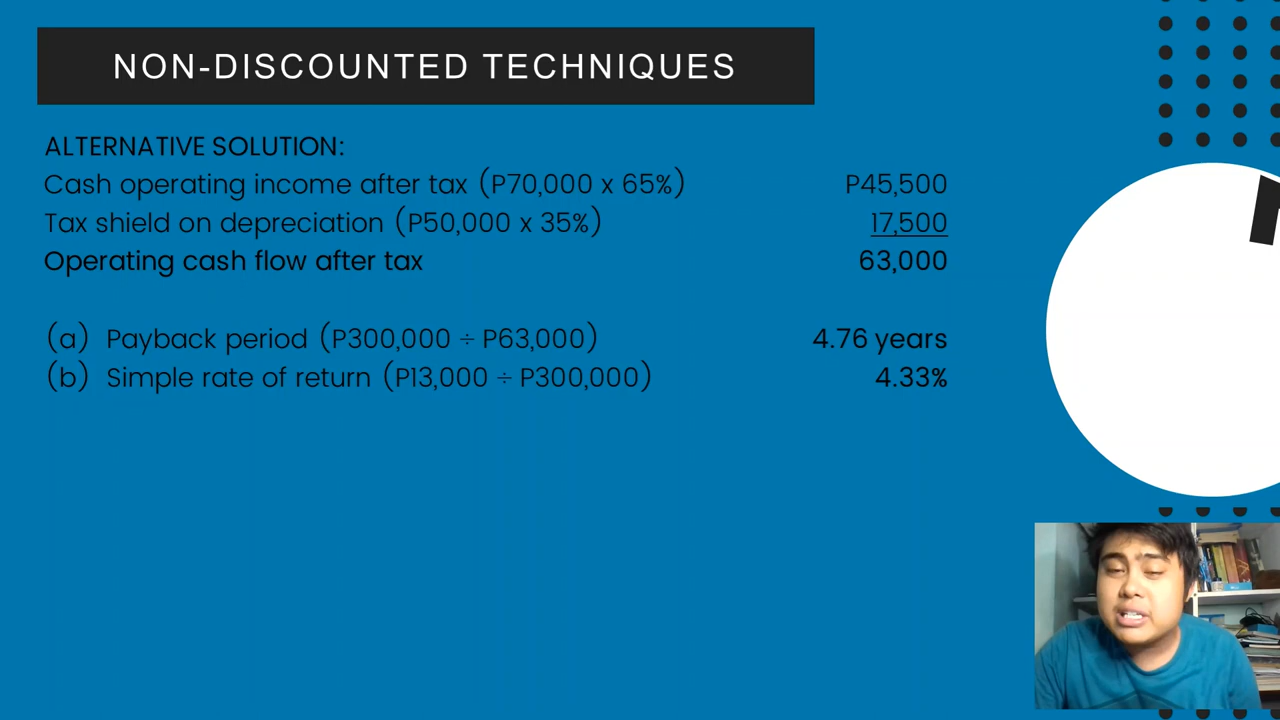 NON-DISCOUNTED TECHNIQUES
ALTERNATIVE SOLUTION:
Cash operating income after tax (P70,000 x 65%) P45,500
Tax shield on depreciation (P50,000 x 35%) 17,500
Operating cash flow after tax 63,000
(a) Payback period (P300,000 ÷ P63,000) 4.76 years
(b) Simple rate of return (P13,000 ÷ P300,000) 4.33%